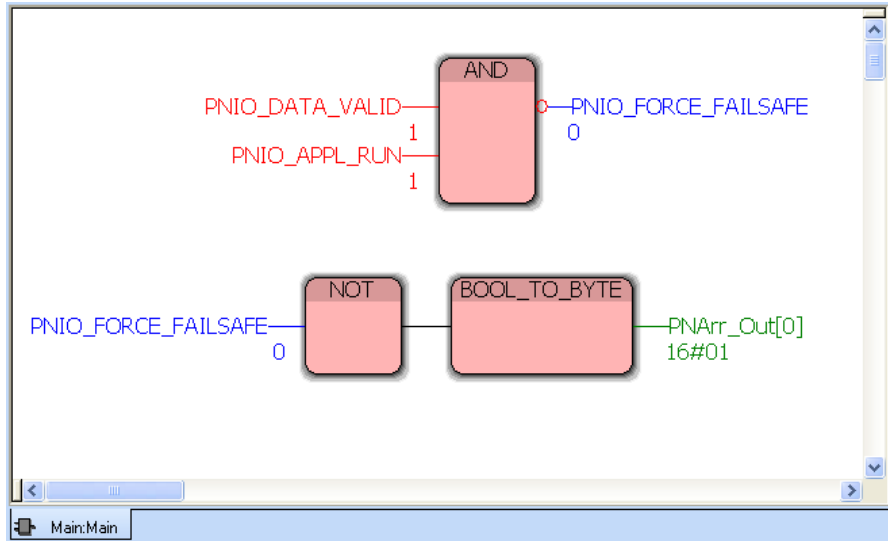 AND
PNIO_DATA_VALID PNIO_FORCE_FAILSAFE
1 0
PNIO_APPL_RUN
1
NOT BOOL_TO_BYTE
PNIO_FORCE_FAILSAFE PNArr_Out[0]
0 16#01
Main:Main